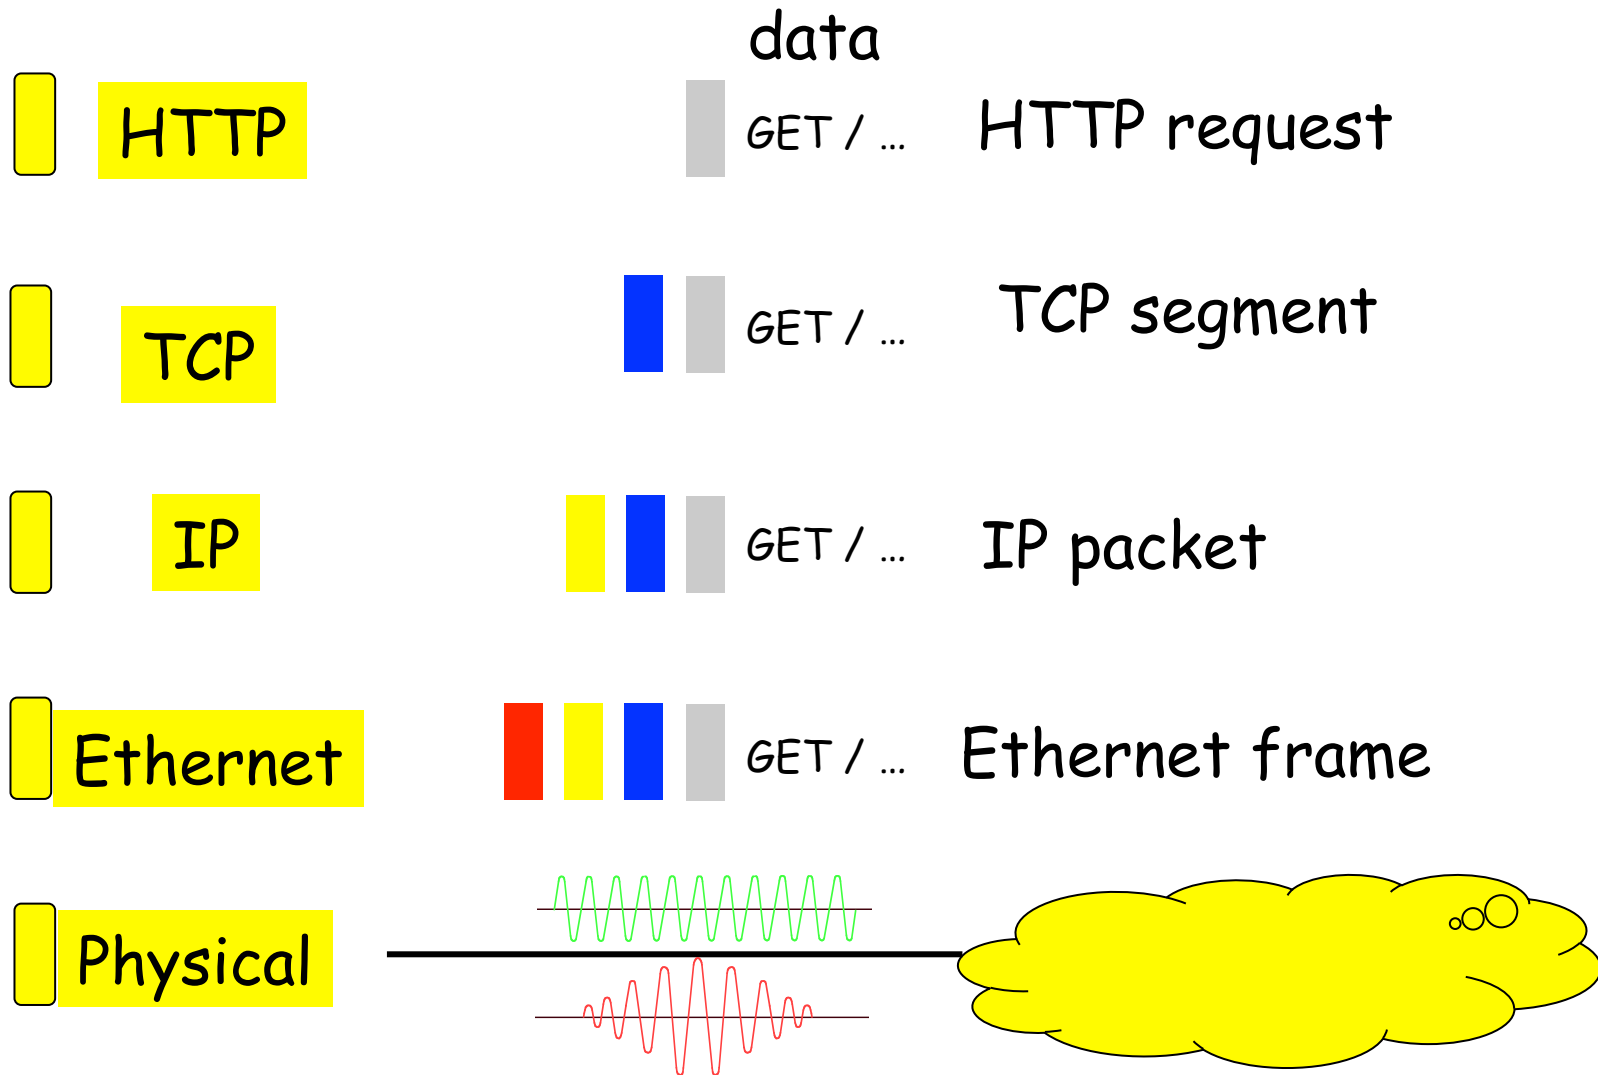 data
HTTP GET / ... HTTP request
TCP GET / ... TCP segment
IP GET / ... IP packet
Ethernet GET / ... Ethernet frame
Physical